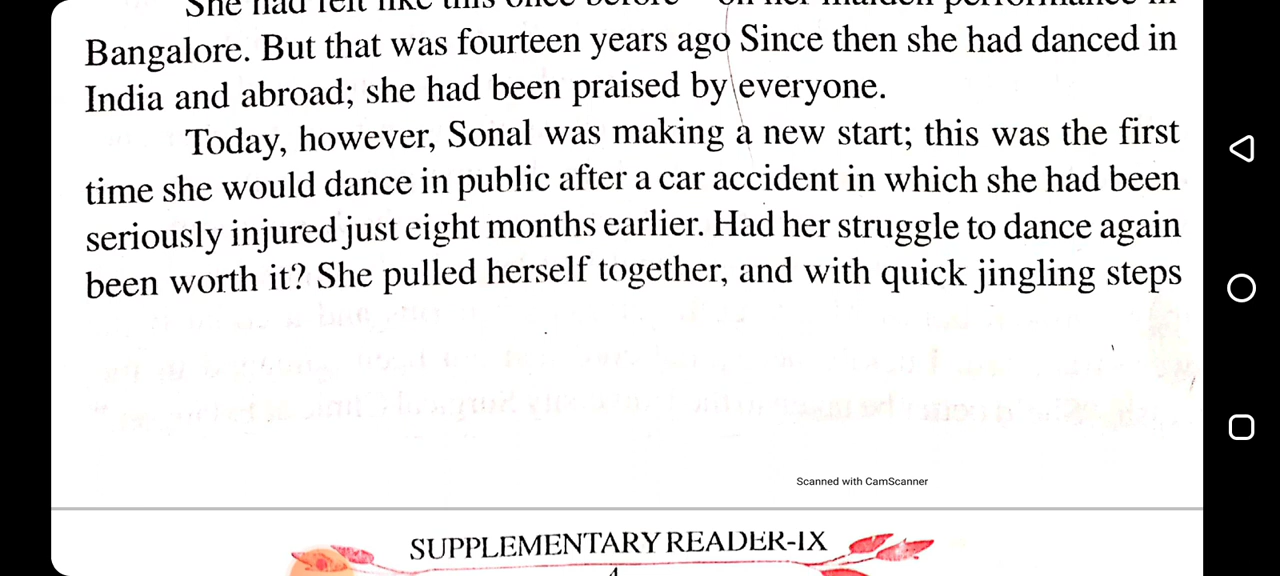 She had felt like this once before on her maiden performance in
Bangalore. But that was fourteen years ago Since then she had danced in
India and abroad; she had been praised by everyone.
Today, however, Sonal was making a new start; this was the first
time she would dance in public after a car accident in which she had been
seriously injured just eight months earlier. Had her struggle to dance again
been worth it? She pulled herself together, and with quick jingling steps
Scanned with CamScanner
SUPPLEMENTARY READER-IX